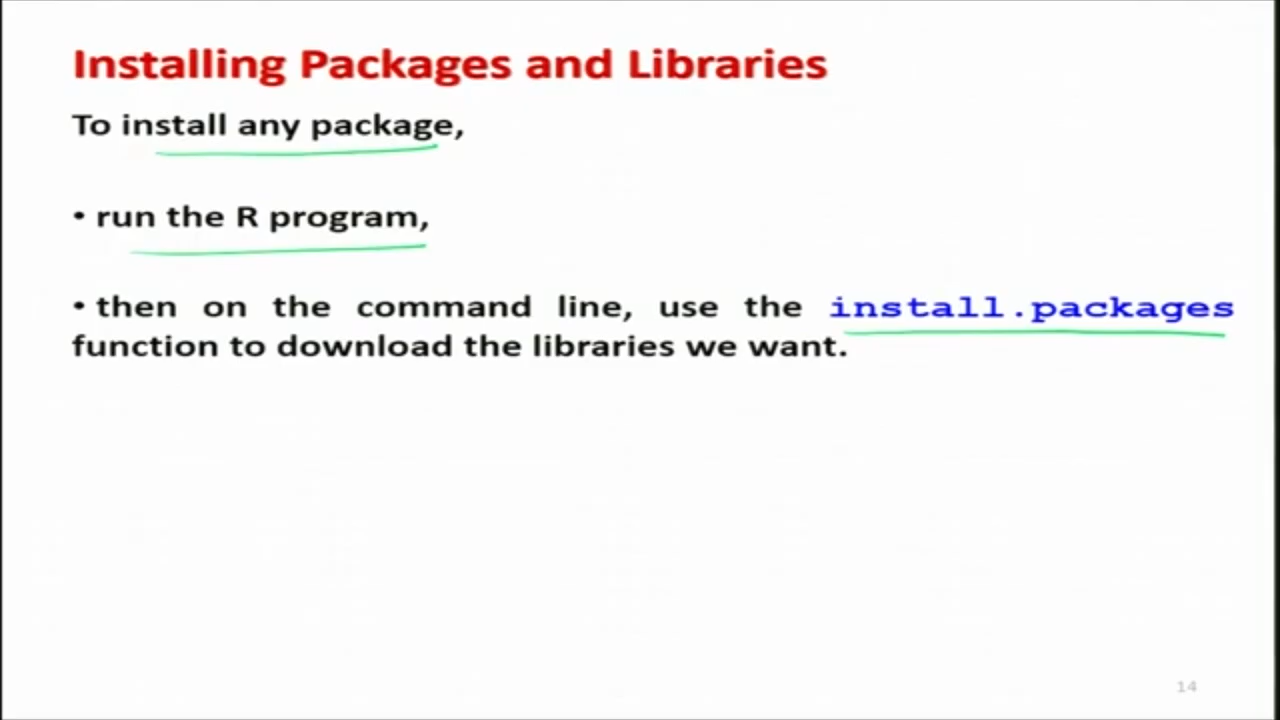 Installing Packages and Libraries
To install any package,
• run the R program,
• then on the command line, use the install.packages
function to download the libraries we want.
14